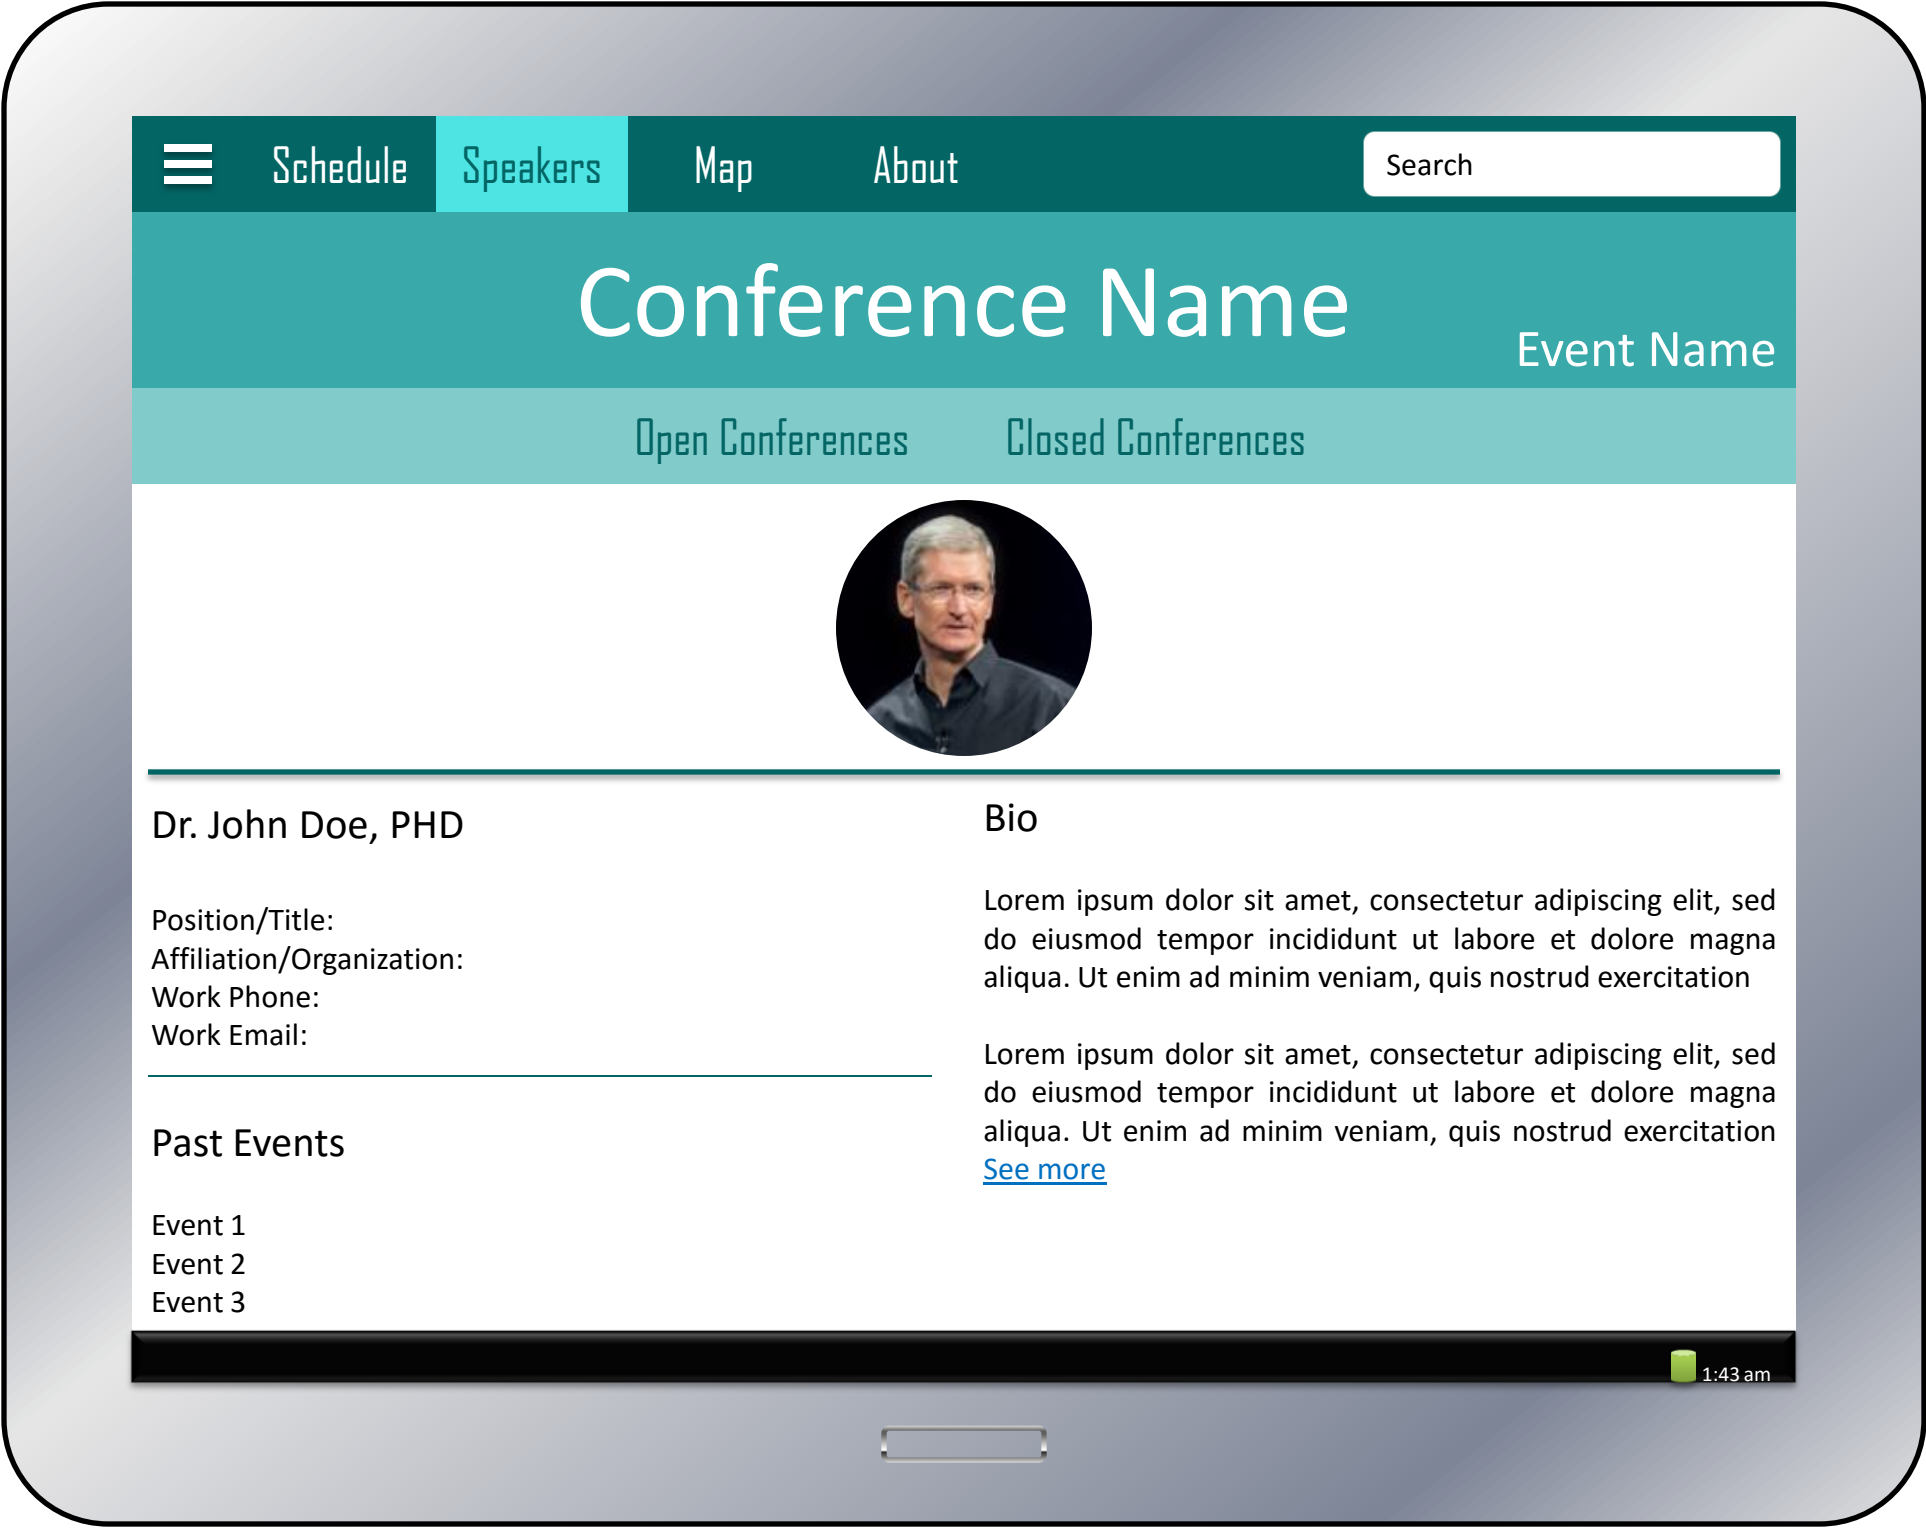 Schedule
Speakers
Map
About
Search
Conference Name
Event Name
Open Conferences
Closed Conferences
Dr. John Doe, PHD
Position/Title:
Affiliation/Organization:
Work Phone:
Work Email:
Past Events
Event 1
Event 2
Event 3
Bio
Lorem ipsum dolor sit amet, consectetur adipiscing elit, sed
do eiusmod tempor incididunt ut labore et dolore magna
aliqua. Ut enim ad minim veniam, quis nostrud exercitation
Lorem ipsum dolor sit amet, consectetur adipiscing elit, sed
do eiusmod tempor incididunt ut labore et dolore magna
aliqua. Ut enim ad minim veniam, quis nostrud exercitation
See more
1:43 am